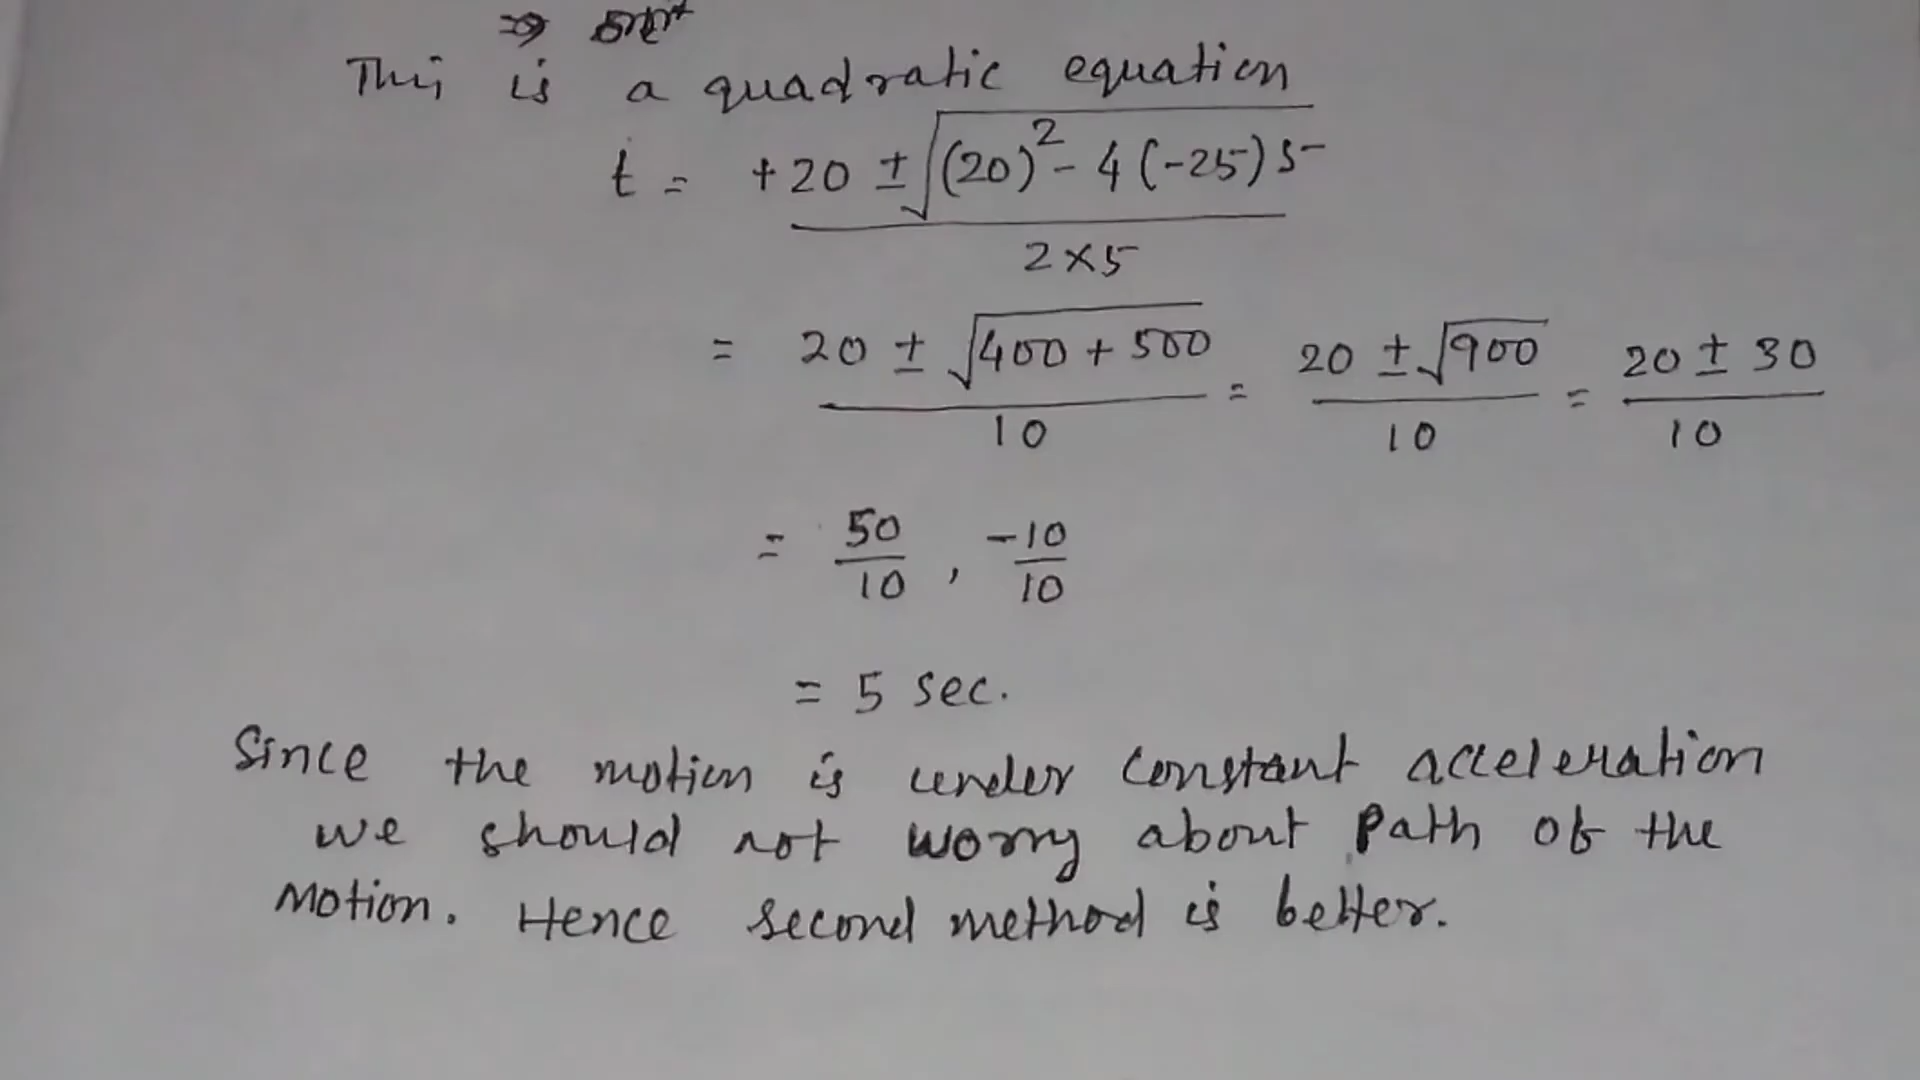 ⇒
This is a quadratic equation
t = +20 ± √(20)² - 4(-25)5 / 2×5
= 20 ± √400 + 500 / 10 = 20 ± √900 / 10 = 20 ± 30 / 10
= 50/10 , -10/10
= 5 sec.
Since the motion is under constant acceleration
we should not worry about Path of the
Motion. Hence second method is better.